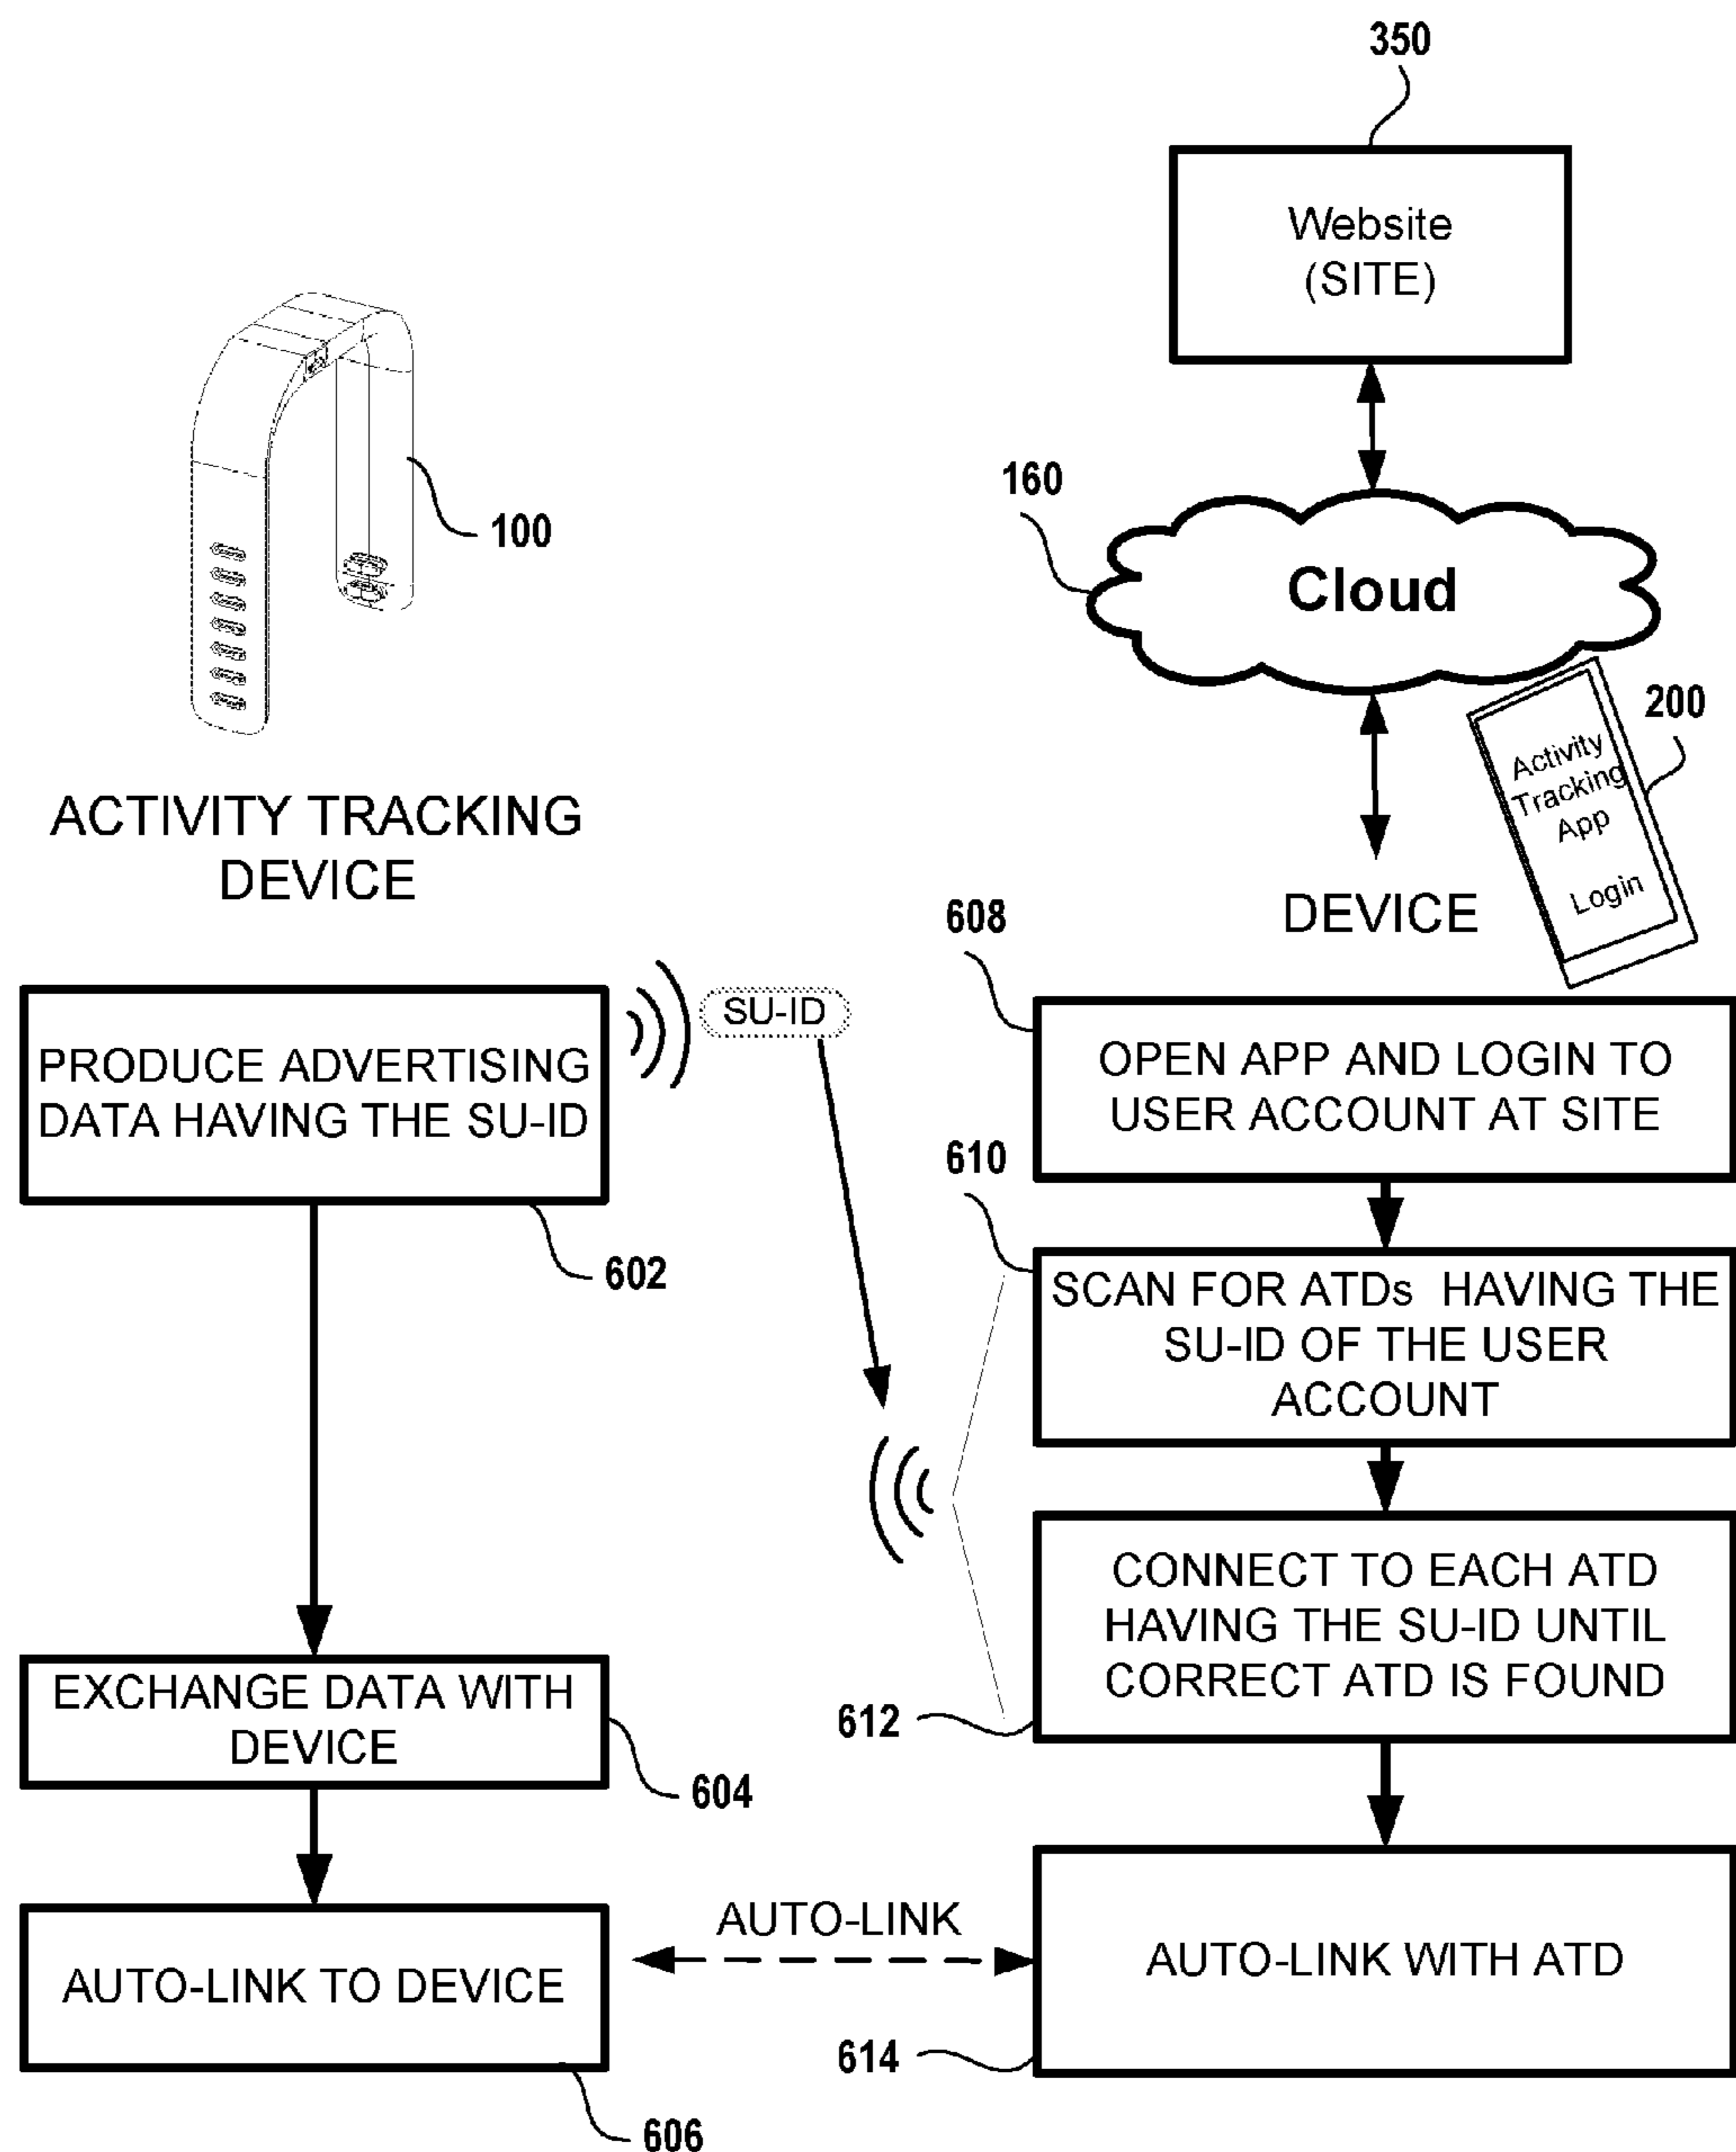 350
Website
(SITE)
160
Cloud
100
200
Activity
Tracking
App
Login
ACTIVITY TRACKING
DEVICE
DEVICE
608
SU-ID
PRODUCE ADVERTISING
DATA HAVING THE SU-ID
602
OPEN APP AND LOGIN TO
USER ACCOUNT AT SITE
610
SCAN FOR ATDs HAVING THE
SU-ID OF THE USER
ACCOUNT
CONNECT TO EACH ATD
HAVING THE SU-ID UNTIL
CORRECT ATD IS FOUND
612
EXCHANGE DATA WITH
DEVICE
604
AUTO-LINK
AUTO-LINK TO DEVICE
606
AUTO-LINK WITH ATD
614